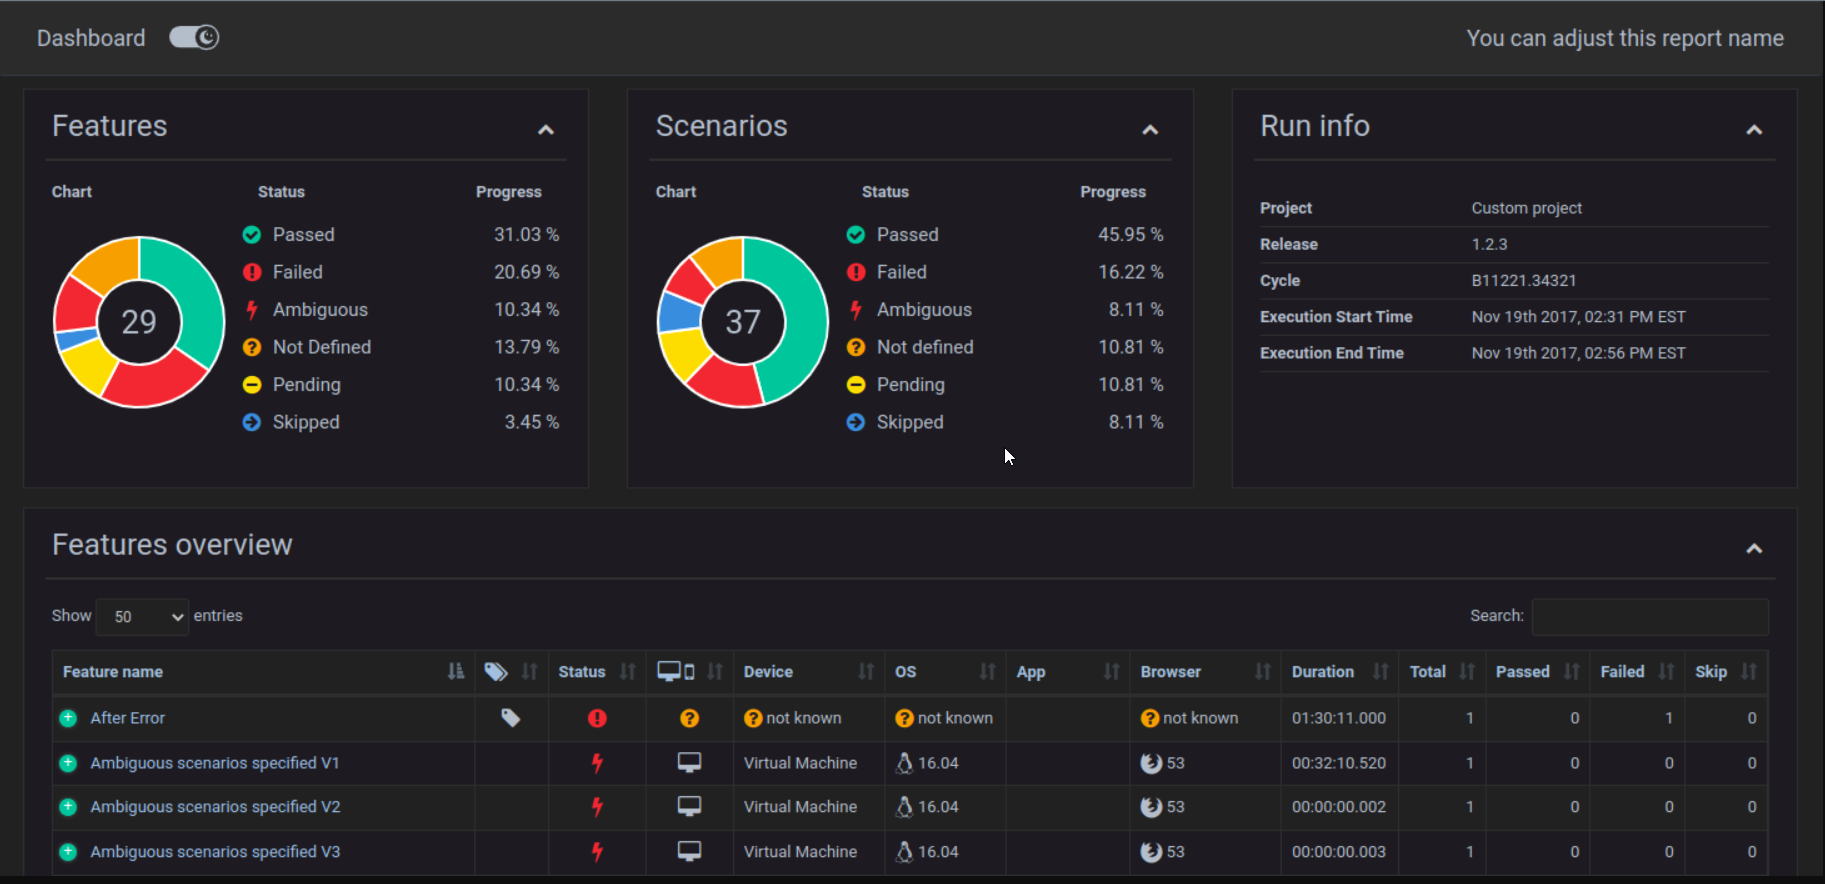 Dashboard
You can adjust this report name
Features
Chart Status Progress
29
Passed 31.03 %
Failed 20.69 %
Ambiguous 10.34 %
Not Defined 13.79 %
Pending 10.34 %
Skipped 3.45 %
Scenarios
Chart Status Progress
37
Passed 45.95 %
Failed 16.22 %
Ambiguous 8.11 %
Not defined 10.81 %
Pending 10.81 %
Skipped 8.11 %
Run info
Project Custom project
Release 1.2.3
Cycle B11221.34321
Execution Start Time Nov 19th 2017, 02:31 PM EST
Execution End Time Nov 19th 2017, 02:56 PM EST
Features overview
Show 50 entries
Search:
Feature name Status Device OS App Browser Duration Total Passed Failed Skip
After Error not known not known not known 01:30:11.000 1 0 1 0
Ambiguous scenarios specified V1 Virtual Machine 16.04 53 00:32:10.520 1 0 0 0
Ambiguous scenarios specified V2 Virtual Machine 16.04 53 00:00:00.002 1 0 0 0
Ambiguous scenarios specified V3 Virtual Machine 16.04 53 00:00:00.003 1 0 0 0